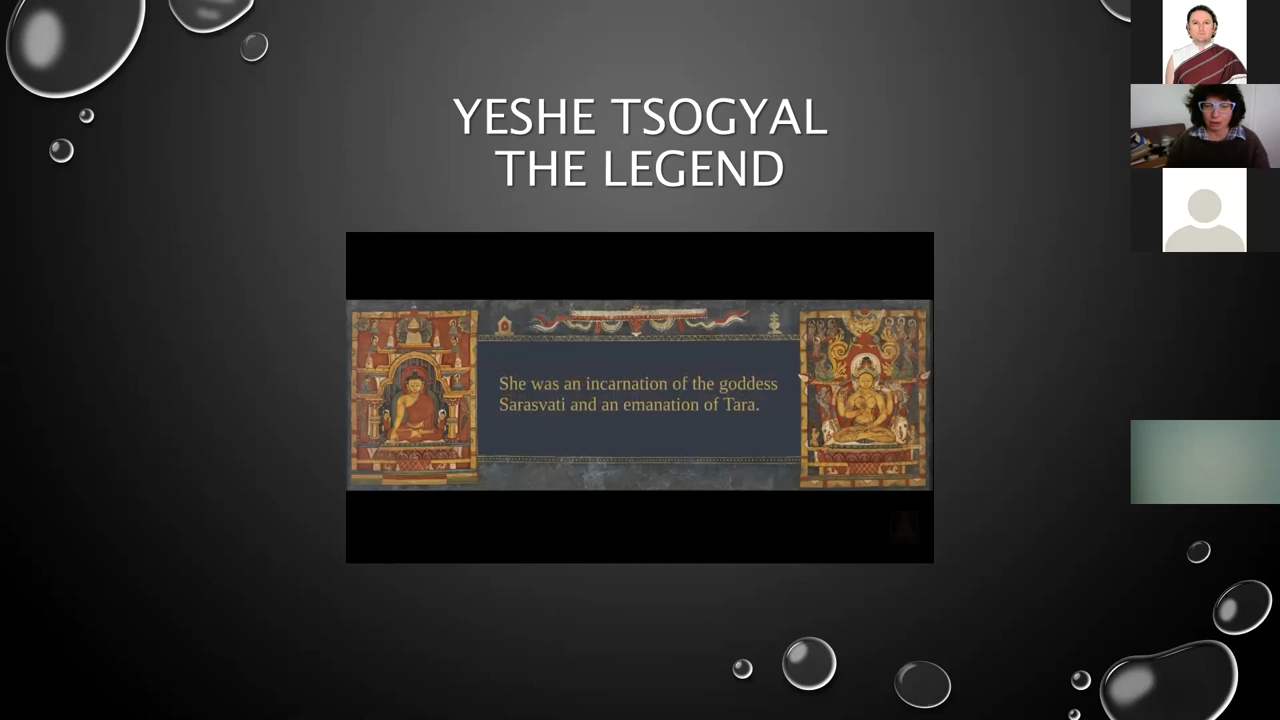 YESHE TSOGYAL
THE LEGEND
She was an incarnation of the goddess
Sarasvati and an emanation of Tara.